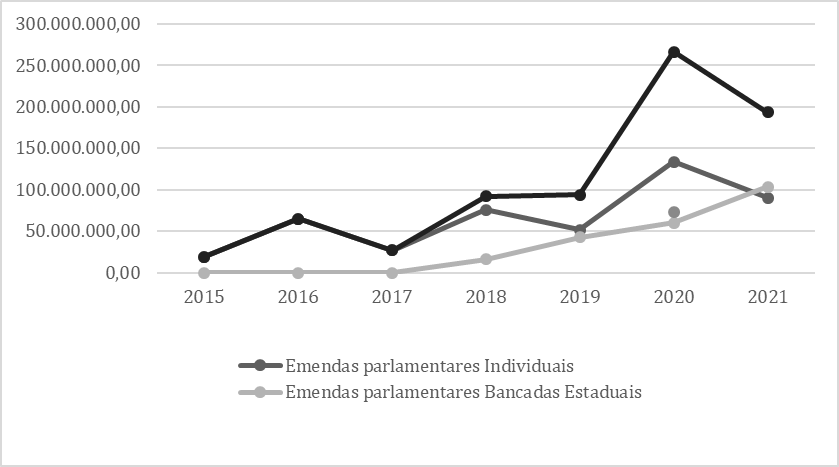 300.000.000,00
250.000.000,00
200.000.000,00
150.000.000,00
100.000.000,00
50.000.000,00
0,00
2015 2016 2017 2018 2019 2020 2021
Emendas parlamentares Individuais
Emendas parlamentares Bancadas Estaduais